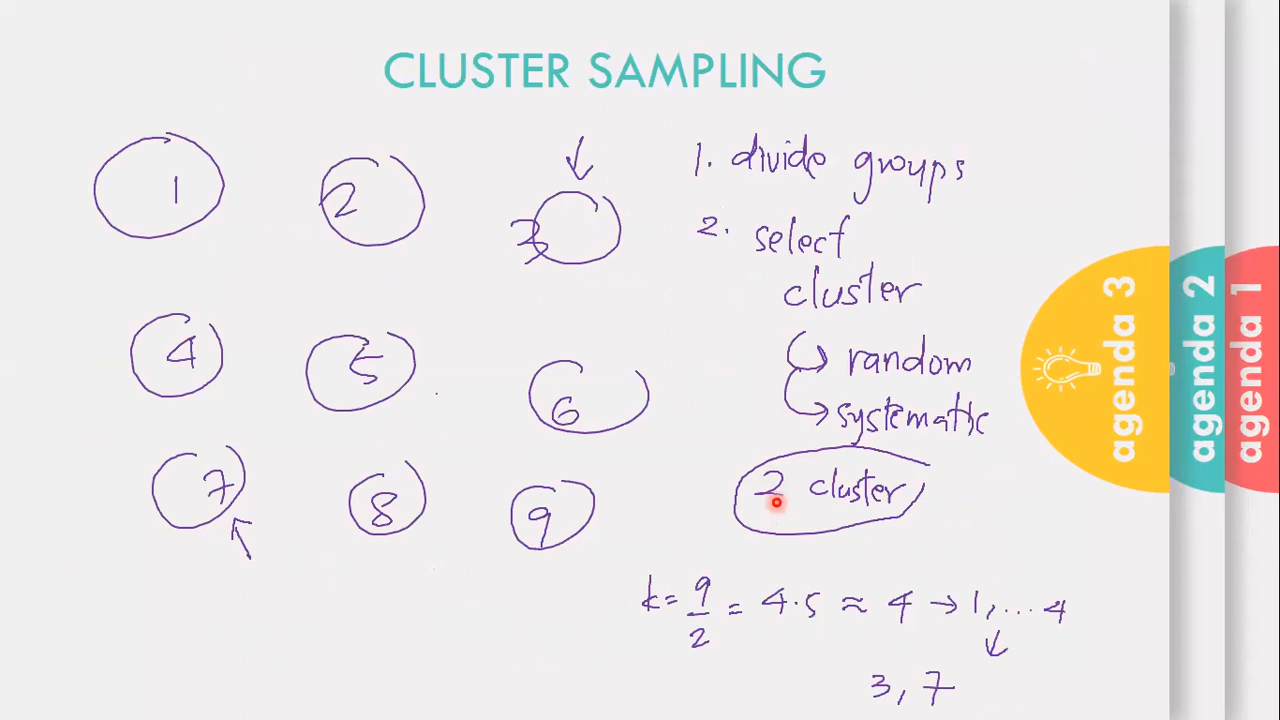 CLUSTER SAMPLING
1
2
3
4
5
6
7
8
9
1. divide groups
2. select
cluster
random
systematic
2 cluster
k = 9/2 = 4.5 ≈ 4 → 1, ... 4
3, 7
agenda 3
agenda 2
agenda 1